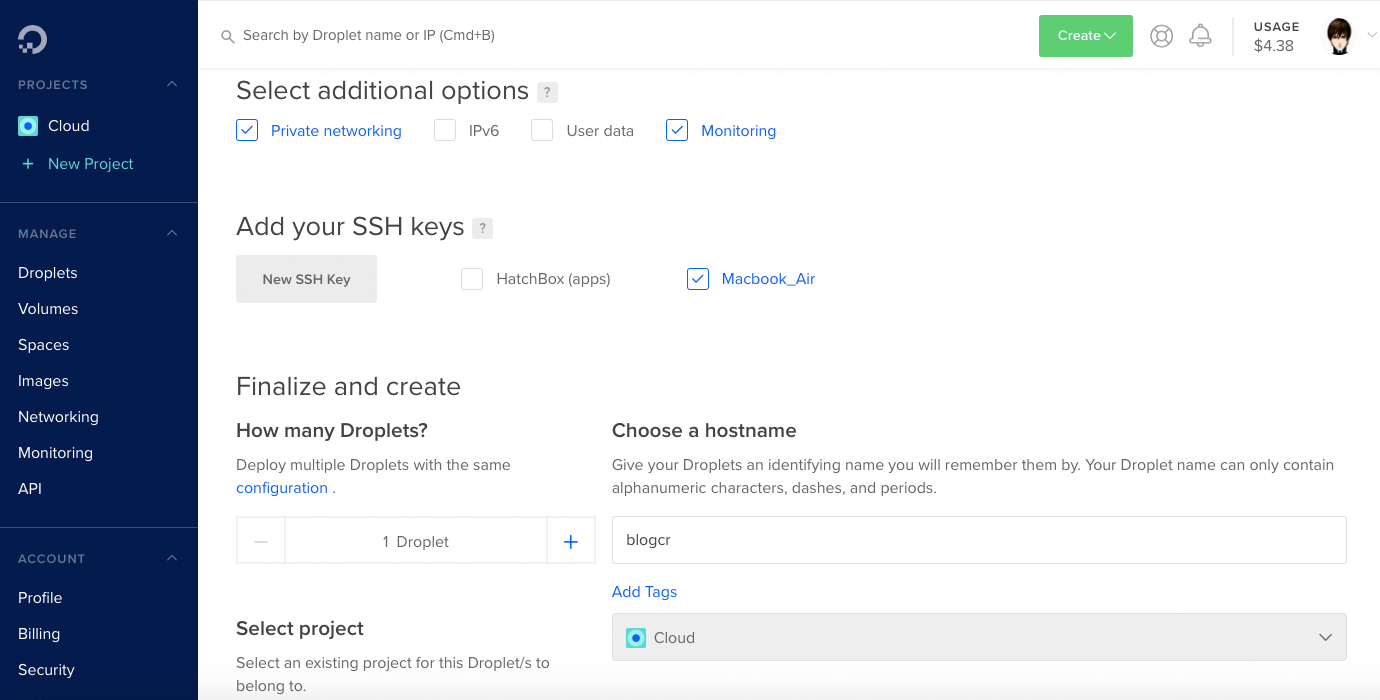 Search by Droplet name or IP (Cmd+B)
Create
USAGE
$4.38
PROJECTS
Cloud
+ New Project
MANAGE
Droplets
Volumes
Spaces
Images
Networking
Monitoring
API
ACCOUNT
Profile
Billing
Security
Select additional options ?
Private networking
IPv6
User data
Monitoring
Add your SSH keys ?
New SSH Key
HatchBox (apps)
Macbook_Air
Finalize and create
How many Droplets?
Deploy multiple Droplets with the same
configuration .
1 Droplet
Choose a hostname
Give your Droplets an identifying name you will remember them by. Your Droplet name can only contain
alphanumeric characters, dashes, and periods.
blogcr
Add Tags
Select project
Select an existing project for this Droplet/s to
belong to.
Cloud